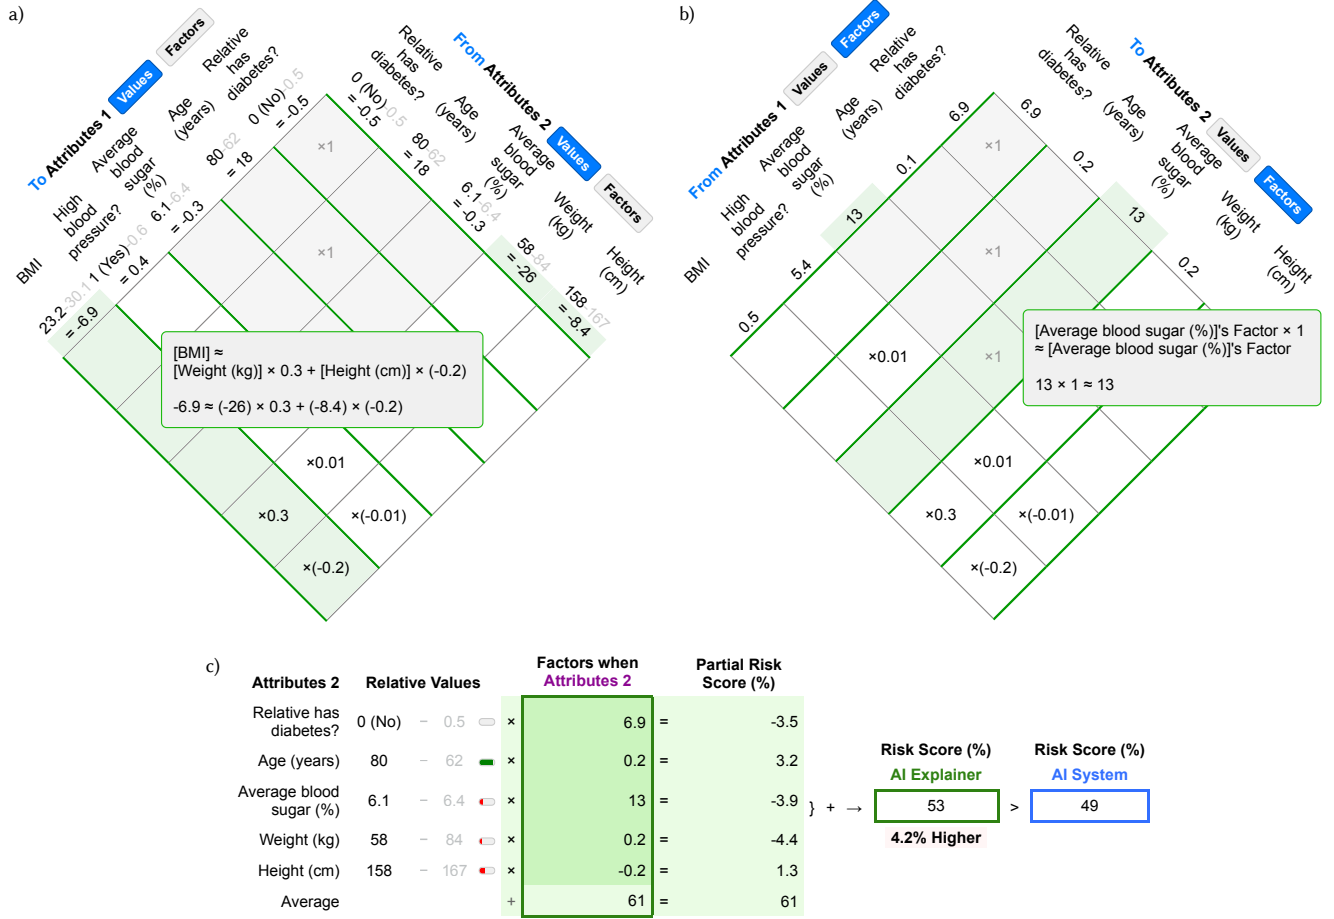 a)
To Attributes 1 Values Factors
BMI
High
blood
pressure?
Average
blood
sugar
(%)
Age
(years)
Relative
has
diabetes?
23.2-30.1
= -6.9
1 (Yes)-0.6
= 0.4
6.1-6.4
= -0.3
80-62
= 18
0 (No)-0.5
= -0.5
From Attributes 2 Values Factors
Relative
has
diabetes?
Age
(years)
Average
blood
sugar
(%)
Weight
(kg)
Height
(cm)
0 (No)-0.5
= -0.5
80-62
= 18
6.1-6.4
= -0.3
58-84
= -26
158-167
= -8.4
×1
×1
[BMI] ≈
[Weight (kg)] × 0.3 + [Height (cm)] × (-0.2)
-6.9 ≈ (-26) × 0.3 + (-8.4) × (-0.2)
×0.01
×0.3
×(-0.01)
×(-0.2)
b)
From Attributes 1 Values Factors
BMI
High
blood
pressure?
Average
blood
sugar
(%)
Age
(years)
Relative
has
diabetes?
0.5
5.4
13
0.1
6.9
To Attributes 2 Values Factors
Relative
has
diabetes?
Age
(years)
Average
blood
sugar
(%)
Weight
(kg)
Height
(cm)
6.9
0.2
13
0.2
×1
×1
×0.01
×1
[Average blood sugar (%)]'s Factor × 1
≈ [Average blood sugar (%)]'s Factor
13 × 1 ≈ 13
×0.01
×0.3
×(-0.01)
×(-0.2)
c)
Attributes 2 Relative Values Factors when Attributes 2 Partial Risk Score (%)
Relative has
diabetes? 0 (No) – 0.5 × 6.9 = -3.5
Age (years) 80 – 62 × 0.2 = 3.2
Average blood
sugar (%) 6.1 – 6.4 × 13 = -3.9
Weight (kg) 58 – 84 × 0.2 = -4.4
Height (cm) 158 – 167 × -0.2 = 1.3
Average + 61 = 61
} + →
Risk Score (%) Risk Score (%)
AI Explainer AI System
53 > 49
4.2% Higher